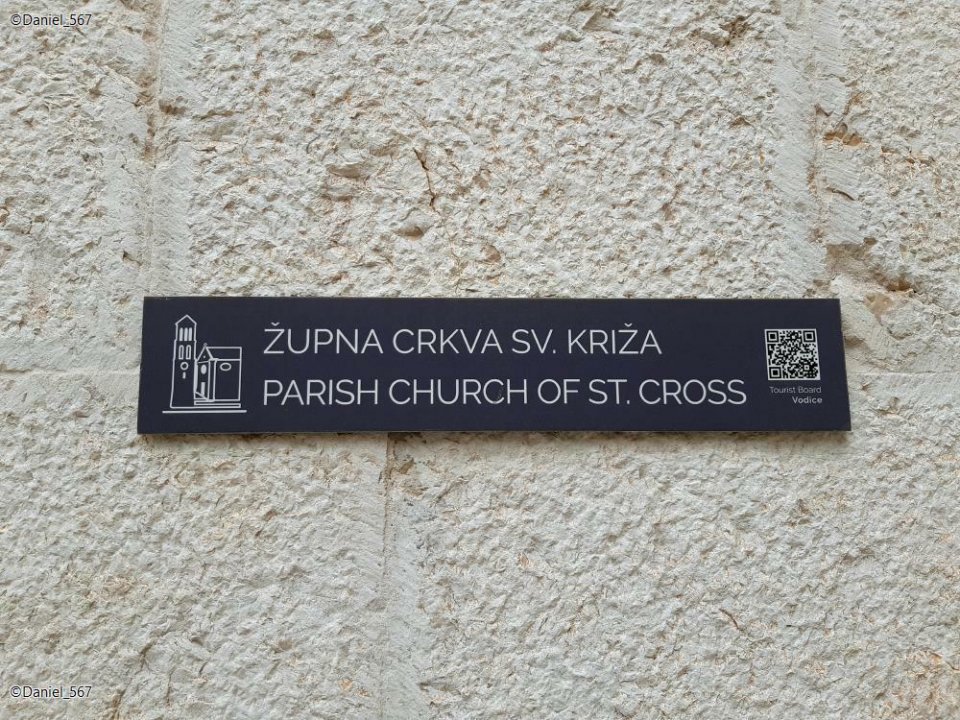 ©Daniel_567
ŽUPNA CRKVA SV. KRIŽA
PARISH CHURCH OF ST. CROSS
Tourist Board
Vodice
©Daniel_567